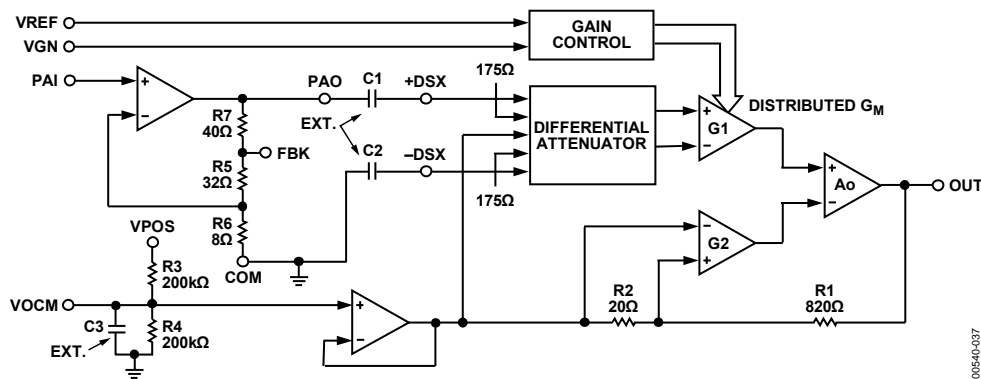 VREF
VGN
GAIN
CONTROL
PAI
+
−
PAO
C1
+DSX
175Ω
EXT.
C2
−DSX
175Ω
R7
40Ω
FBK
R5
32Ω
R6
8Ω
COM
DIFFERENTIAL
ATTENUATOR
+
G1
−
DISTRIBUTED GM
+
Ao
−
OUT
−
G2
+
VPOS
R3
200kΩ
VOCM
C3
EXT.
R4
200kΩ
+
−
R2
20Ω
R1
820Ω
00540-037